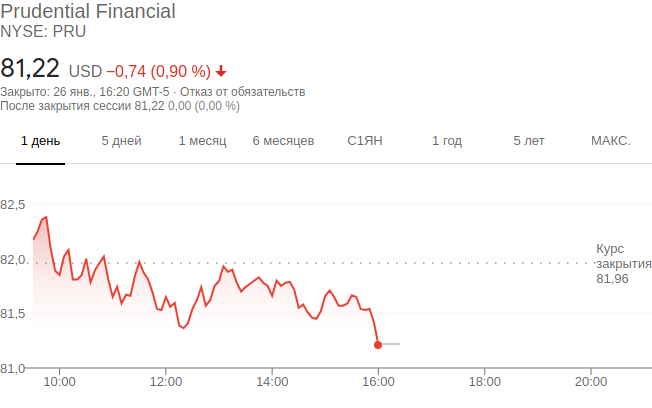 Prudential Financial
NYSE: PRU
81,22 USD −0,74 (0,90 %)
Закрыто: 26 янв., 16:20 GMT-5 · Отказ от обязательств
После закрытия сессии 81,22 0,00 (0,00 %)
1 день 5 дней 1 месяц 6 месяцев С1ЯН 1 год 5 лет МАКС.
82,5
82,0
81,5
81,0
Курс
закрытия
81,96
10:00 12:00 14:00 16:00 18:00 20:00